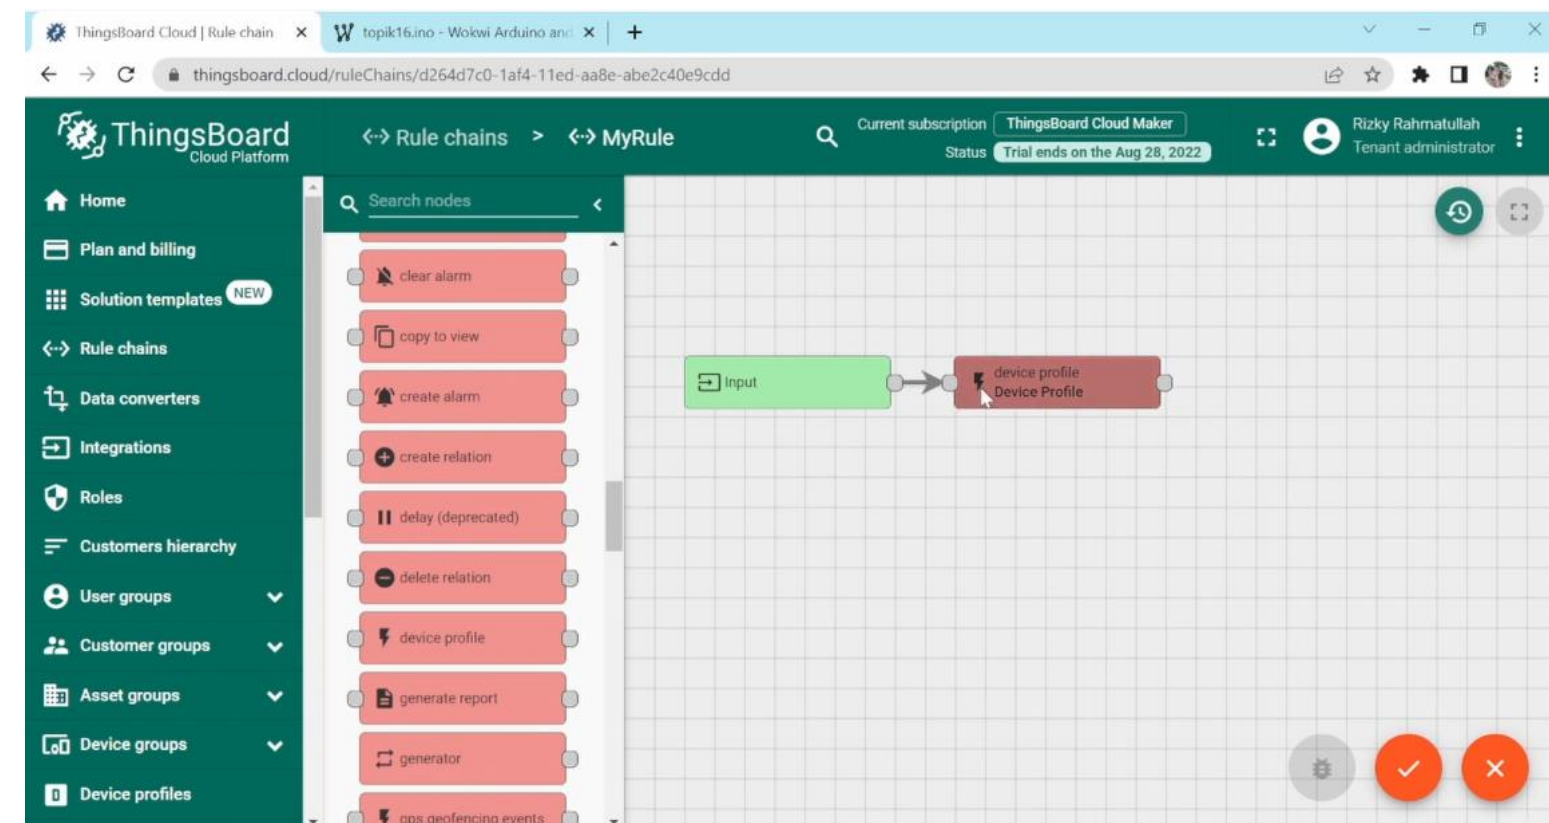 ThingsBoard Cloud | Rule chain
topik16.ino - Wokwi Arduino and
thingsboard.cloud/ruleChains/d264d7c0-1af4-11ed-aa8e-abe2c40e9cdd
ThingsBoard
Cloud Platform
Rule chains > MyRule
Current subscription ThingsBoard Cloud Maker
Status Trial ends on the Aug 28, 2022
Rizky Rahmatullah
Tenant administrator
Home
Plan and billing
Solution templates NEW
Rule chains
Data converters
Integrations
Roles
Customers hierarchy
User groups
Customer groups
Asset groups
Device groups
Device profiles
Search nodes
clear alarm
copy to view
create alarm
create relation
delay (deprecated)
delete relation
device profile
generate report
generator
gps geofencing events
Input
device profile
Device Profile